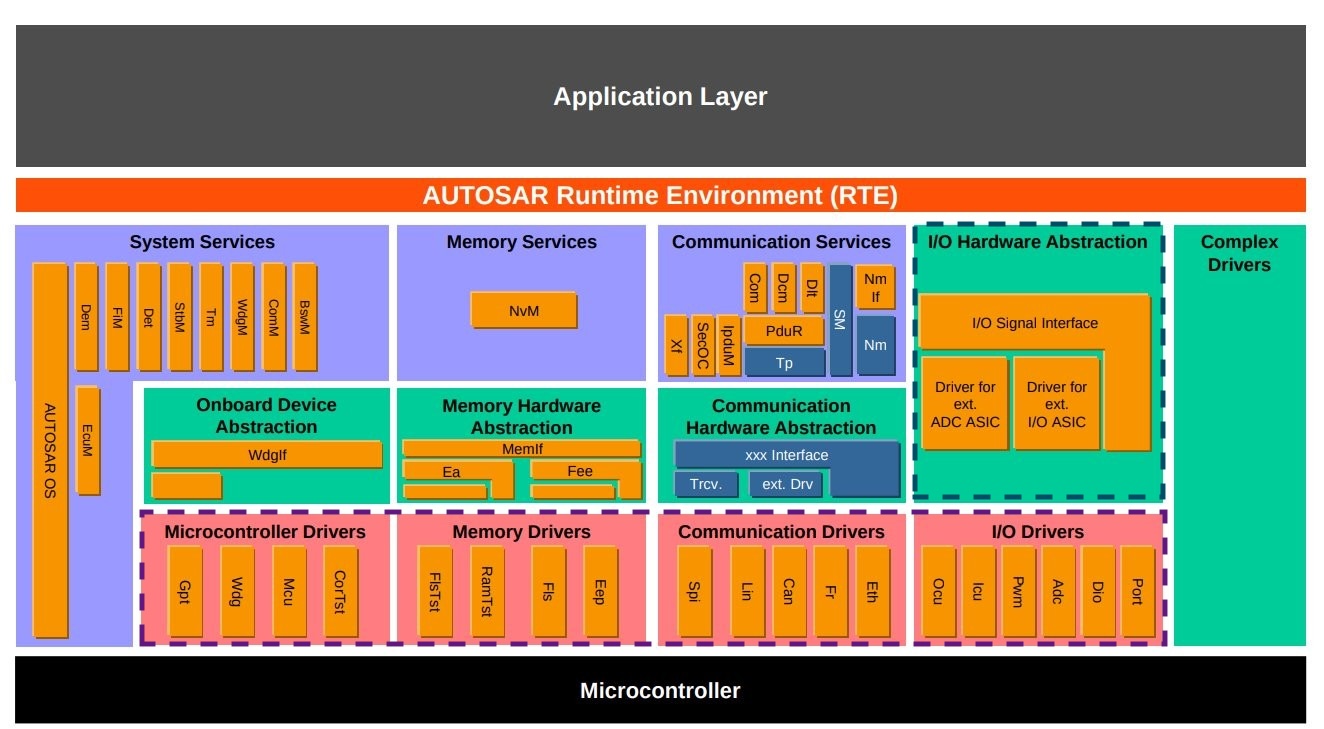 Application Layer
AUTOSAR Runtime Environment (RTE)
System Services
AUTOSAR OS
Dem
FiM
Det
StbM
Tm
WdgM
ComM
BswM
EcuM
Memory Services
NvM
Communication Services
Com
Dcm
Dlt
SM
Nm
If
Xf
SecOC
IpduM
PduR
Tp
Nm
I/O Hardware Abstraction
I/O Signal Interface
Driver for
ext.
ADC ASIC
Driver for
ext.
I/O ASIC
Complex
Drivers
Onboard Device
Abstraction
WdgIf
Memory Hardware
Abstraction
MemIf
Ea
Fee
Communication
Hardware Abstraction
xxx Interface
Trcv.
ext. Drv
Microcontroller Drivers
Gpt
Wdg
Mcu
CorTst
Memory Drivers
FlsTst
RamTst
Fls
Eep
Communication Drivers
Spi
Lin
Can
Fr
Eth
I/O Drivers
Ocu
Icu
Pwm
Adc
Dio
Port
Microcontroller